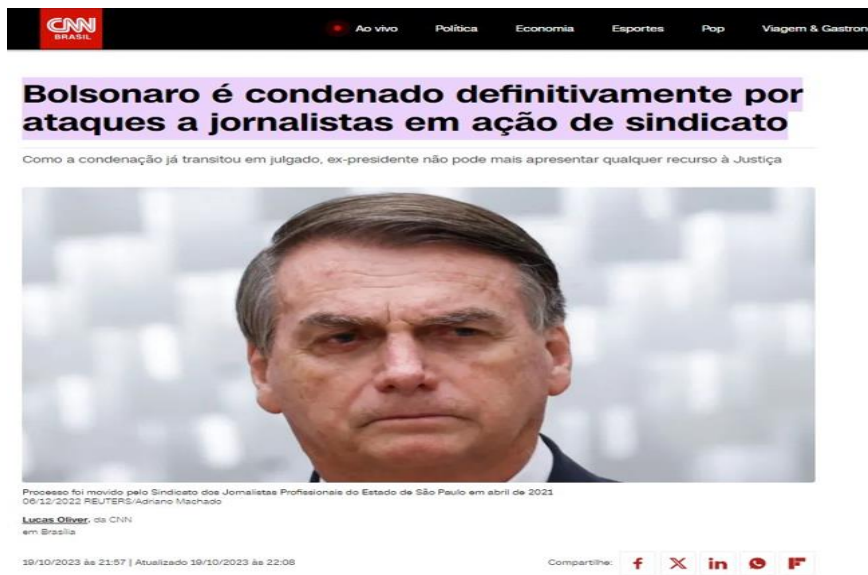 CNN
BRASIL
Ao vivo Política Economia Esportes Pop Viagem & Gastron
Bolsonaro é condenado definitivamente por
ataques a jornalistas em ação de sindicato
Como a condenação já transitou em julgado, ex-presidente não pode mais apresentar qualquer recurso à Justiça
Processo foi movido pelo Sindicato dos Jornalistas Profissionais do Estado de São Paulo em abril de 2021
06/12/2022 REUTERS/Adriano Machado
Lucas Oliver, da CNN
em Brasília
19/10/2023 às 21:57 | Atualizado 19/10/2023 às 22:08
Compartilhe: